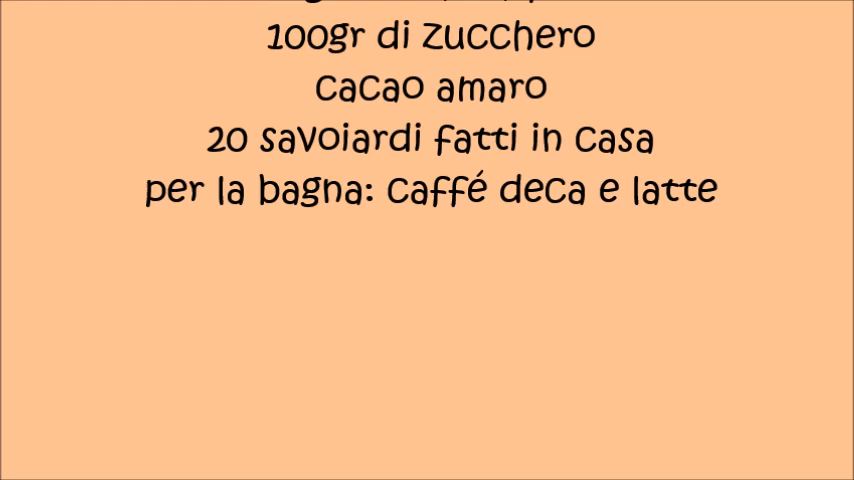 100gr di zucchero
cacao amaro
20 savoiardi fatti in casa
per la bagna: caffé deca e latte